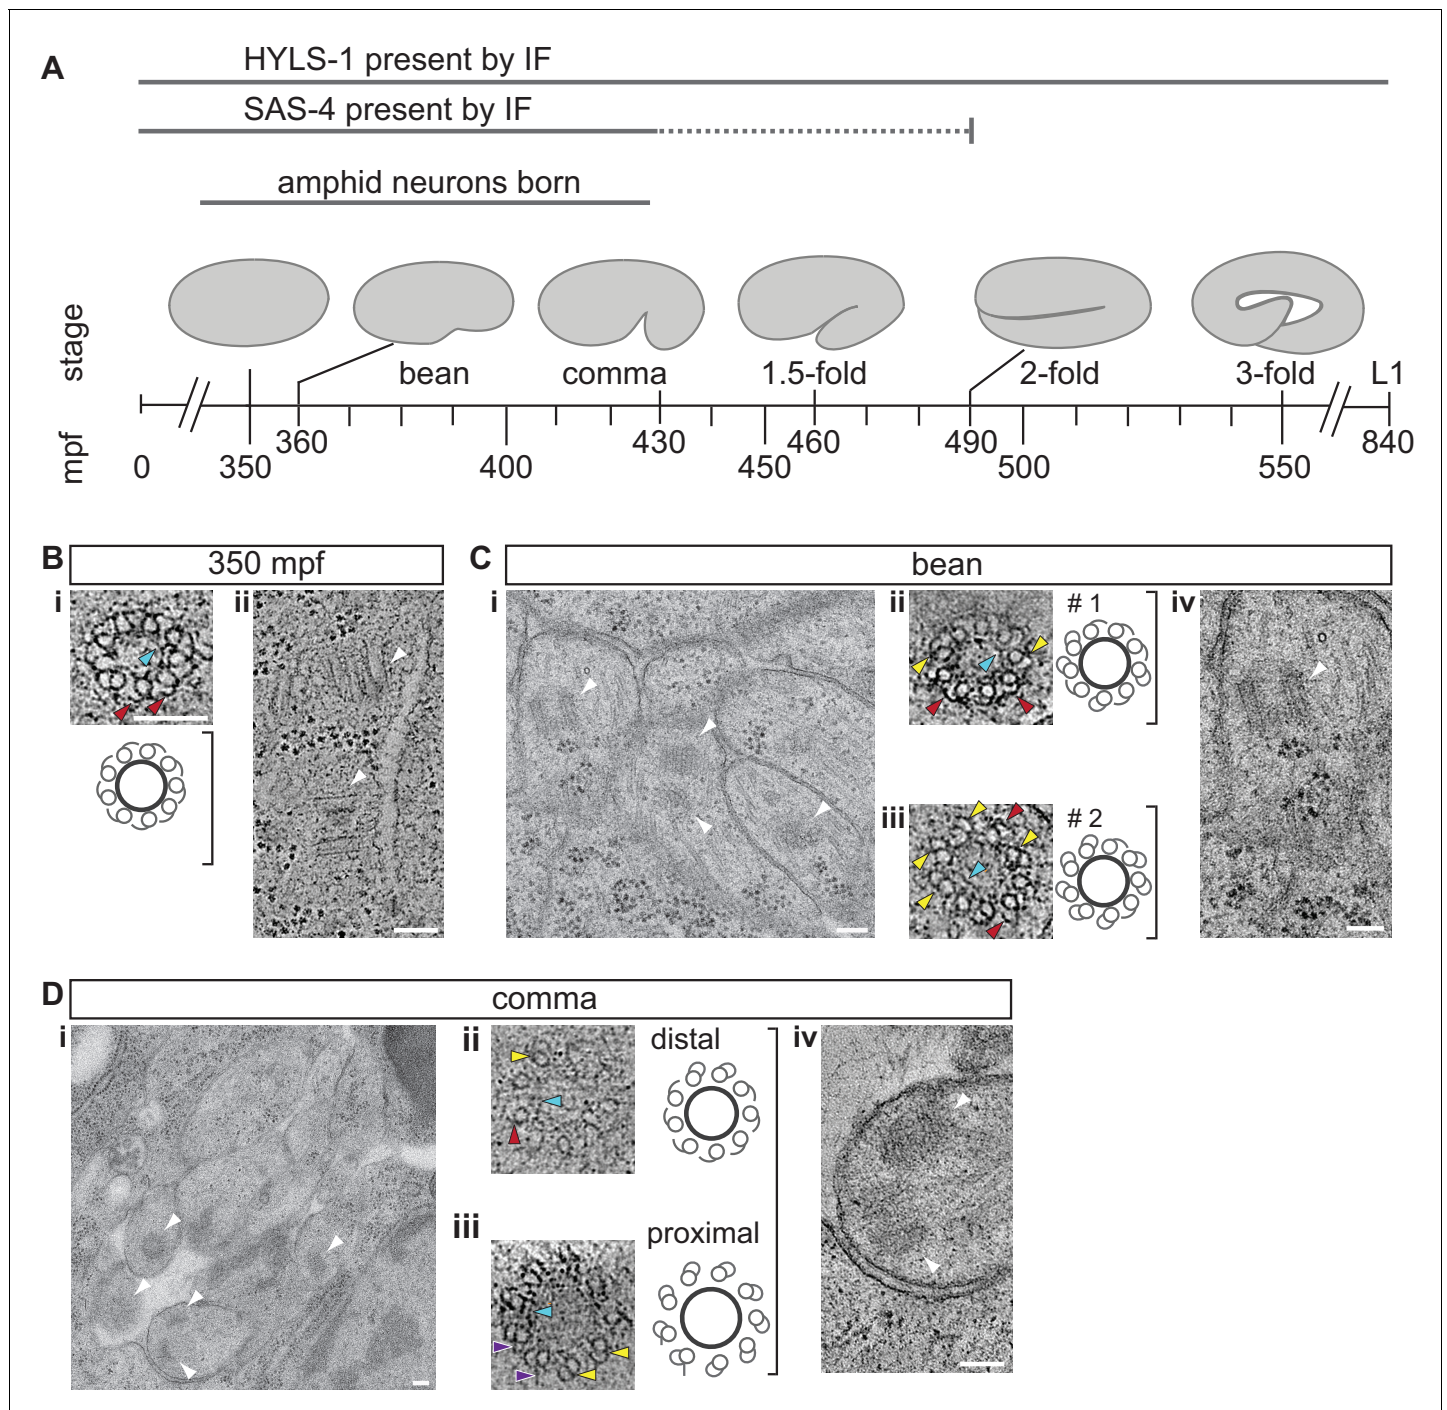 A
HYLS-1 present by IF
SAS-4 present by IF
amphid neurons born
stage
bean
comma
1.5-fold
2-fold
3-fold
L1
mpf
0
350
360
400
430
450
460
490
500
550
840
B
350 mpf
i
ii
C
bean
i
ii
# 1
iii
# 2
iv
D
comma
i
ii
distal
iii
proximal
iv